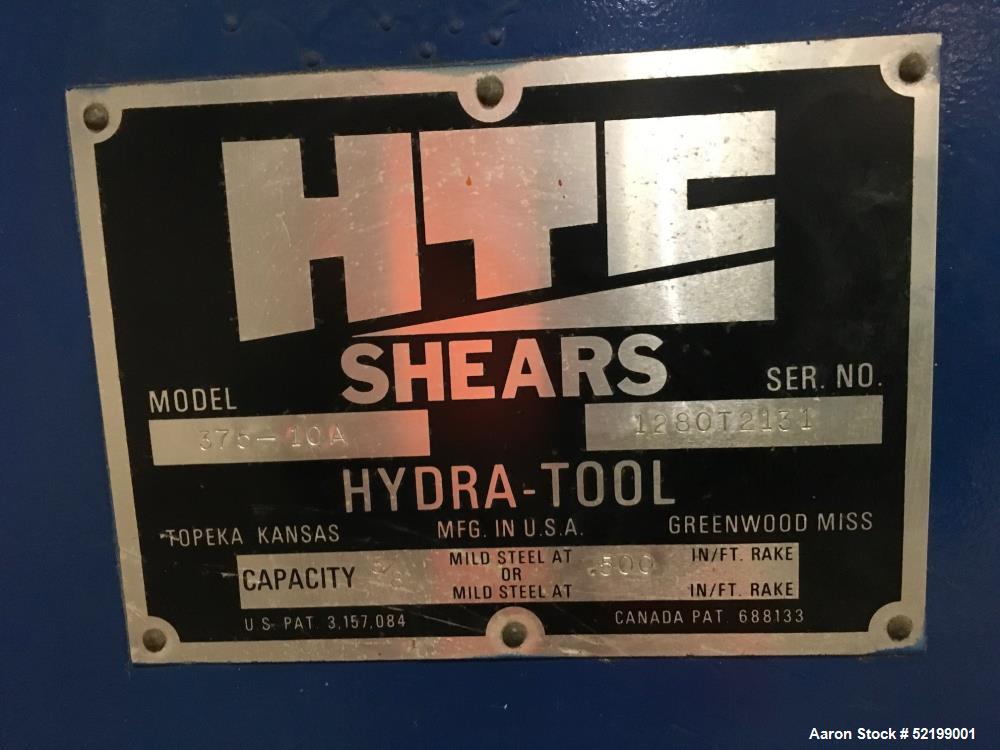 HTC
SHEARS
MODEL
SER. NO.
375-10A
1280T2131
HYDRA-TOOL
TOPEKA KANSAS MFG. IN U.S.A. GREENWOOD MISS
CAPACITY 3/8 MILD STEEL AT .500 IN/FT. RAKE
OR
MILD STEEL AT IN/FT. RAKE
U.S. PAT. 3,157,084 CANADA PAT. 688133
Aaron Stock # 52199001